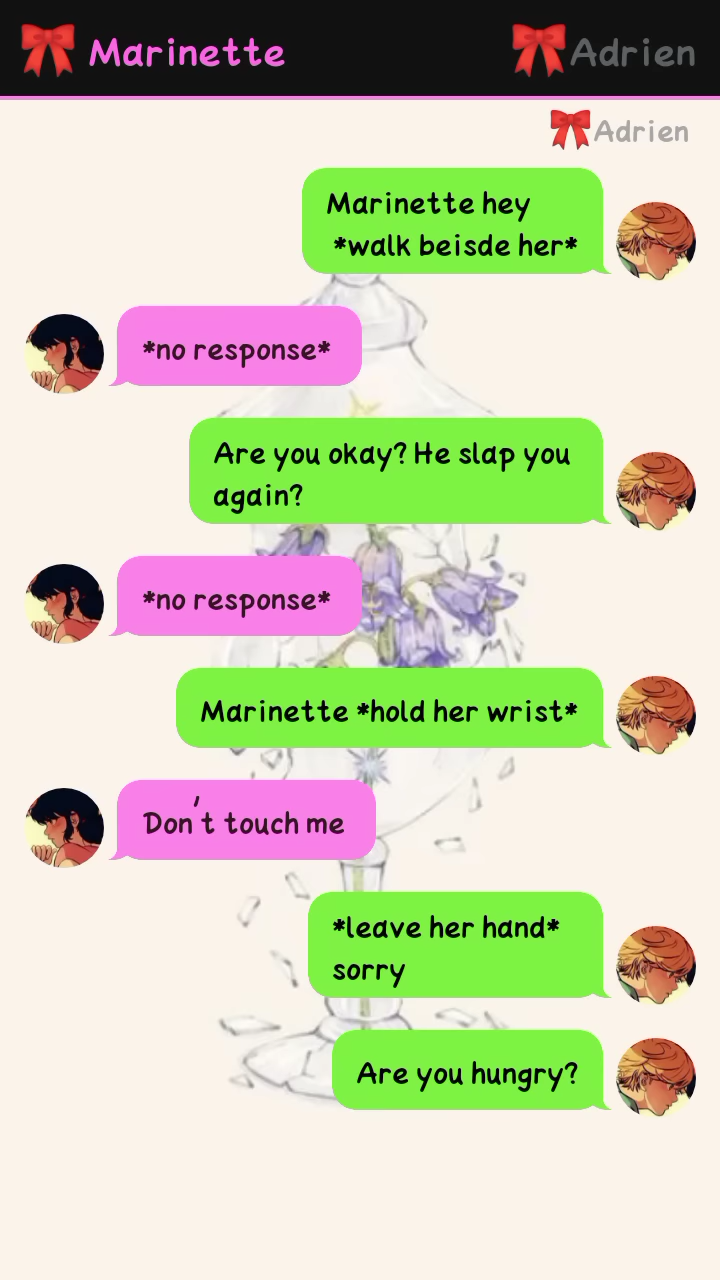 🎀 Marinette
🎀Adrien
🎀Adrien
Marinette hey
*walk beisde her*
*no response*
Are you okay? He slap you
again?
*no response*
Marinette *hold her wrist*
Don't touch me
*leave her hand*
sorry
Are you hungry?